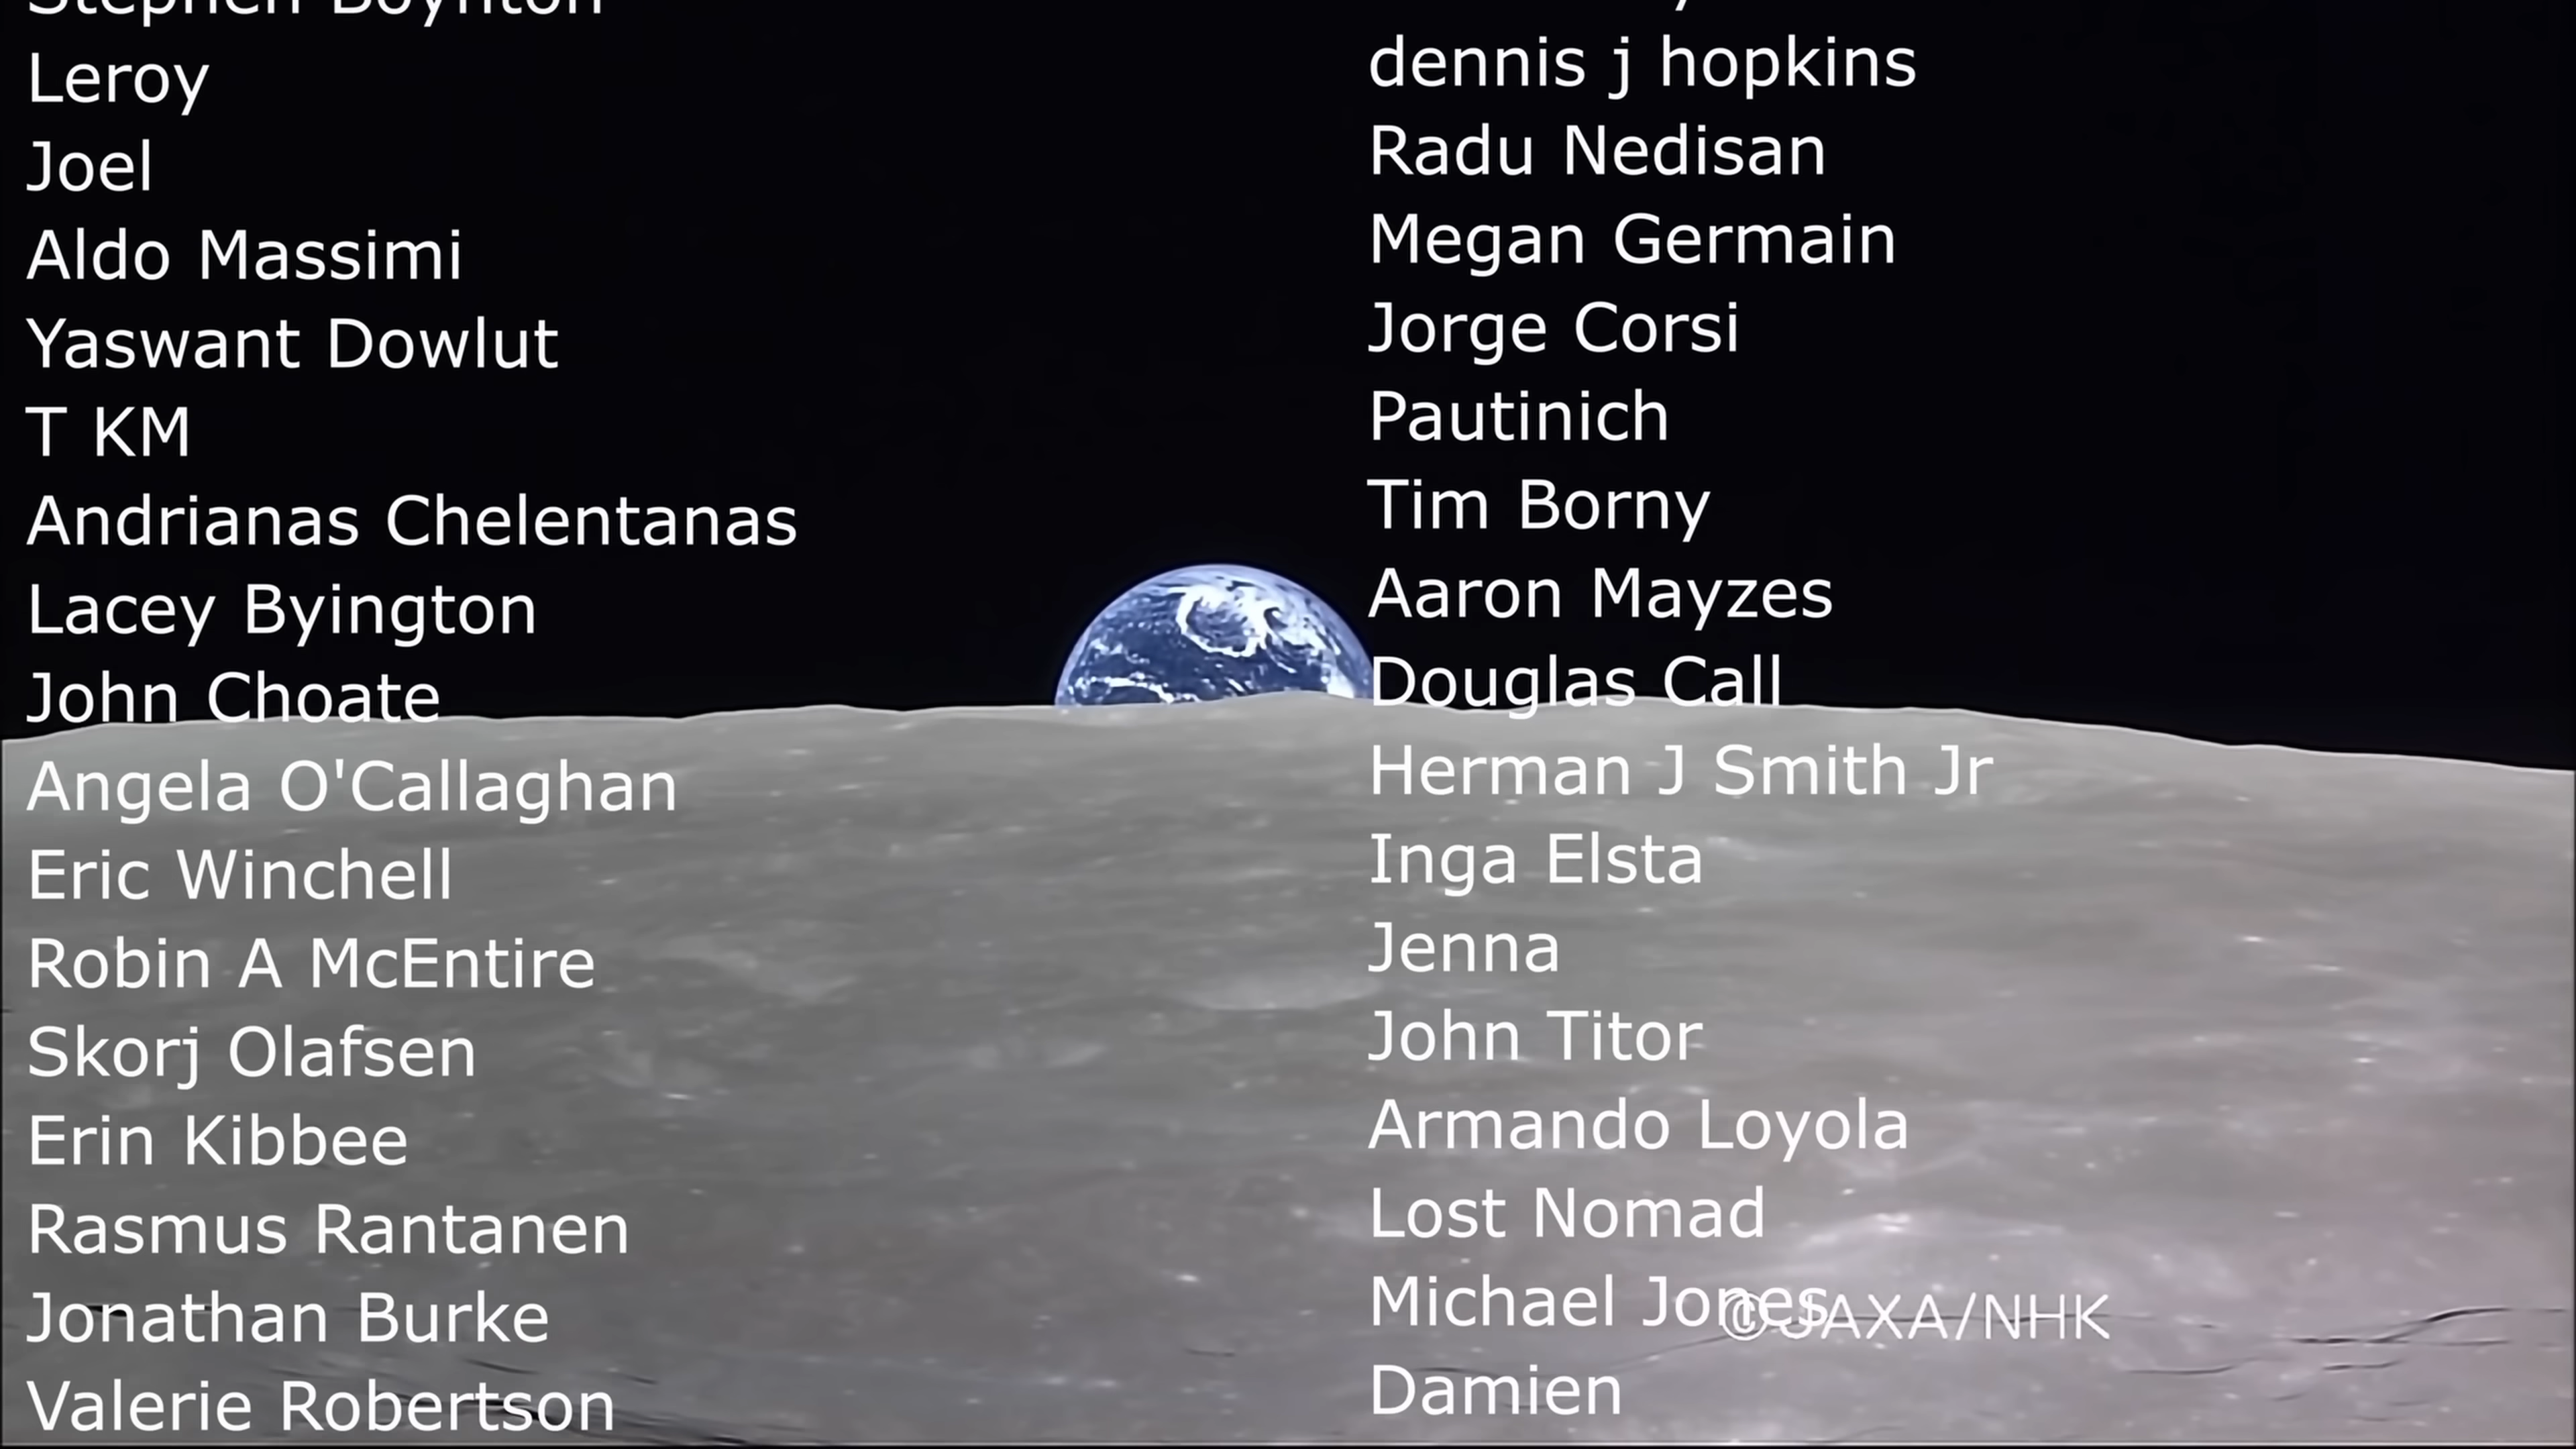 Stephen Boynton
Leroy
Joel
Aldo Massimi
Yaswant Dowlut
T KM
Andrianas Chelentanas
Lacey Byington
John Choate
Angela O'Callaghan
Eric Winchell
Robin A McEntire
Skorj Olafsen
Erin Kibbee
Rasmus Rantanen
Jonathan Burke
Valerie Robertson
dennis j hopkins
Radu Nedisan
Megan Germain
Jorge Corsi
Pautinich
Tim Borny
Aaron Mayzes
Douglas Call
Herman J Smith Jr
Inga Elsta
Jenna
John Titor
Armando Loyola
Lost Nomad
Michael Jones
©JAXA/NHK
Damien